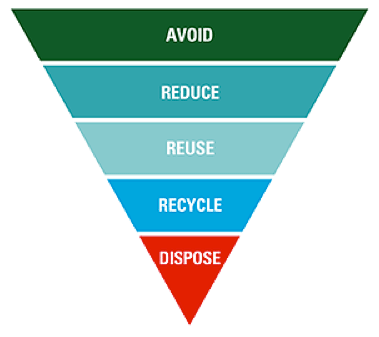 AVOID
REDUCE
REUSE
RECYCLE
DISPOSE